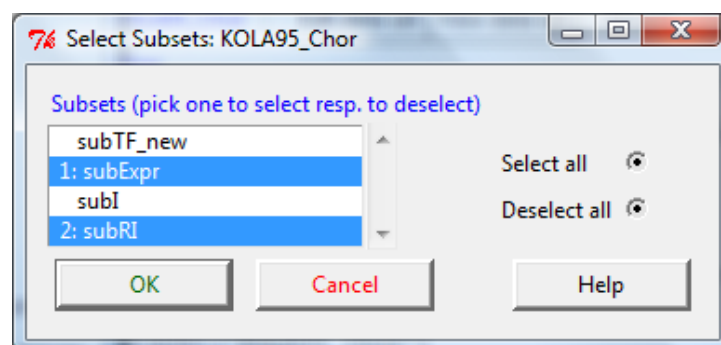 Select Subsets: KOLA95_Chor
Subsets (pick one to select resp. to deselect)
subTF_new
1: subExpr
subI
2: subRI
Select all
Deselect all
OK Cancel Help